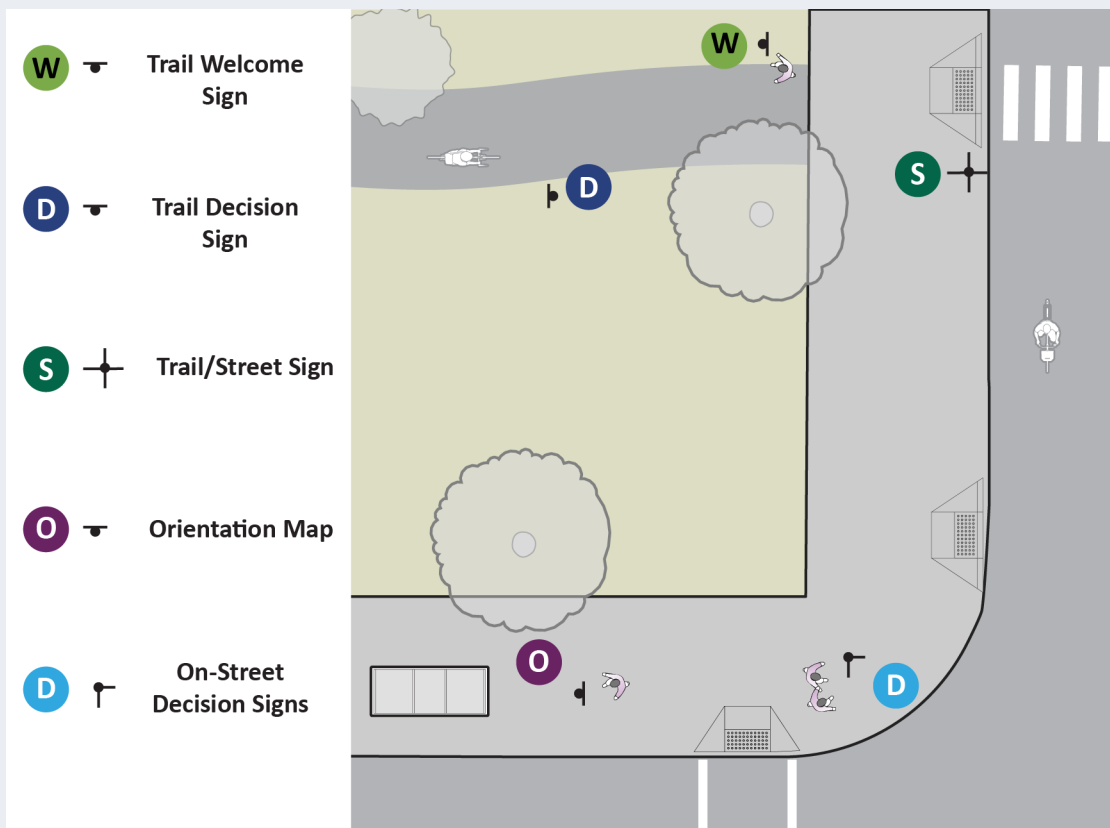 W
Trail Welcome
Sign
D
Trail Decision
Sign
S
Trail/Street Sign
O
Orientation Map
D
On-Street
Decision Signs
W
D
S
O
D